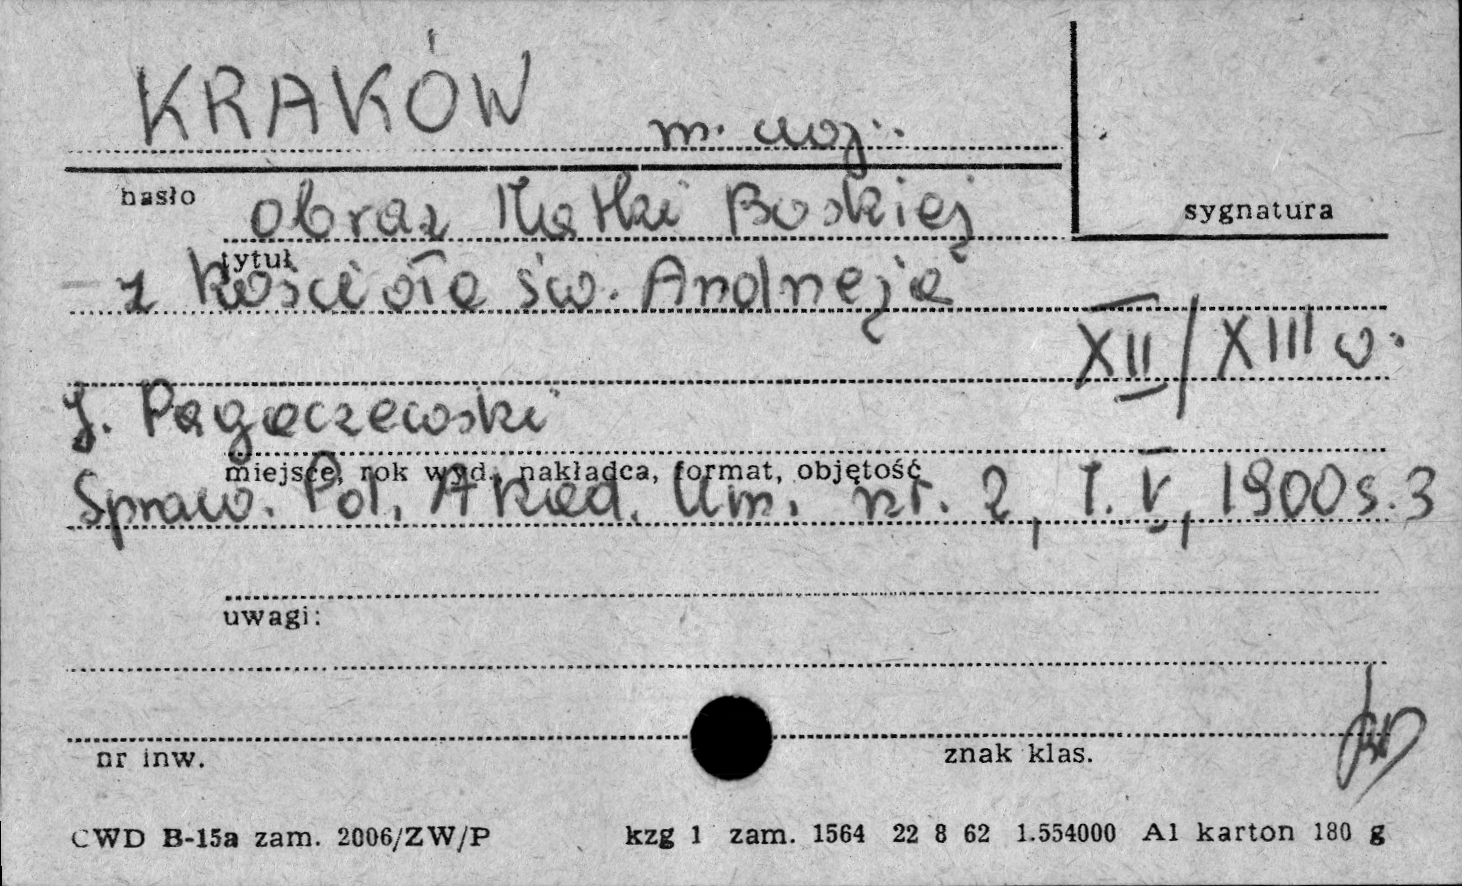 KRAKÓW m. woj.
hasło
sygnatura
obraz Matki Boskiej
tytuł
z kościoła św. Andrzeja
XII/XIII w.
J. Pagaczewski
miejsce, rok wyd., nakładca, format, objętość
Spraw. Pol. Akad. Um. nr. 2, T. V, 1900 s. 3
uwagi:
nr inw.
znak klas.
CWD B-15a zam. 2006/ZW/P kzg 1 zam. 1564 22 8 62 1.554000 A1 karton 180 g